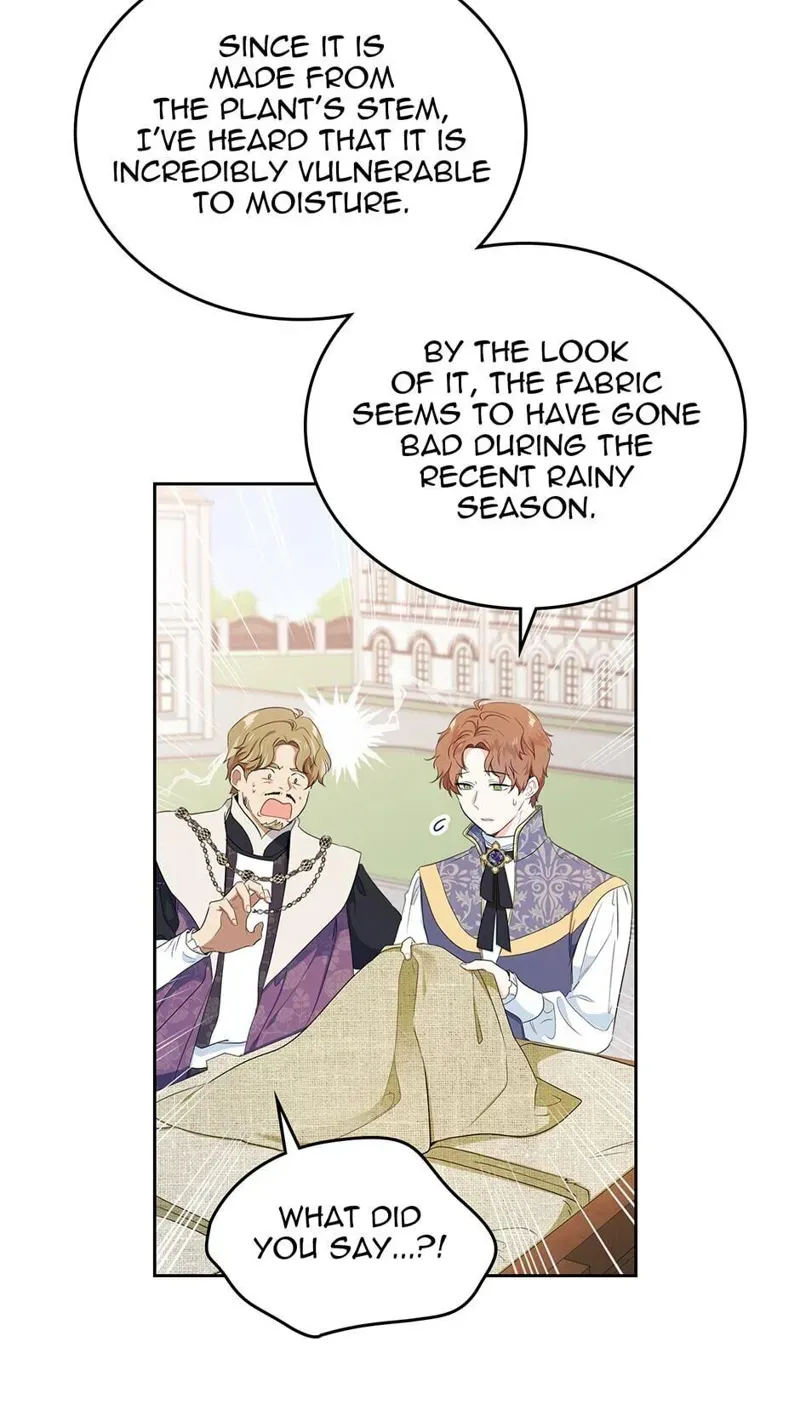 SINCE IT IS
MADE FROM
THE PLANT'S STEM,
I'VE HEARD THAT IT IS
INCREDIBLY VULNERABLE
TO MOISTURE.
BY THE LOOK
OF IT, THE FABRIC
SEEMS TO HAVE GONE
BAD DURING THE
RECENT RAINY
SEASON.
WHAT DID
YOU SAY...?!